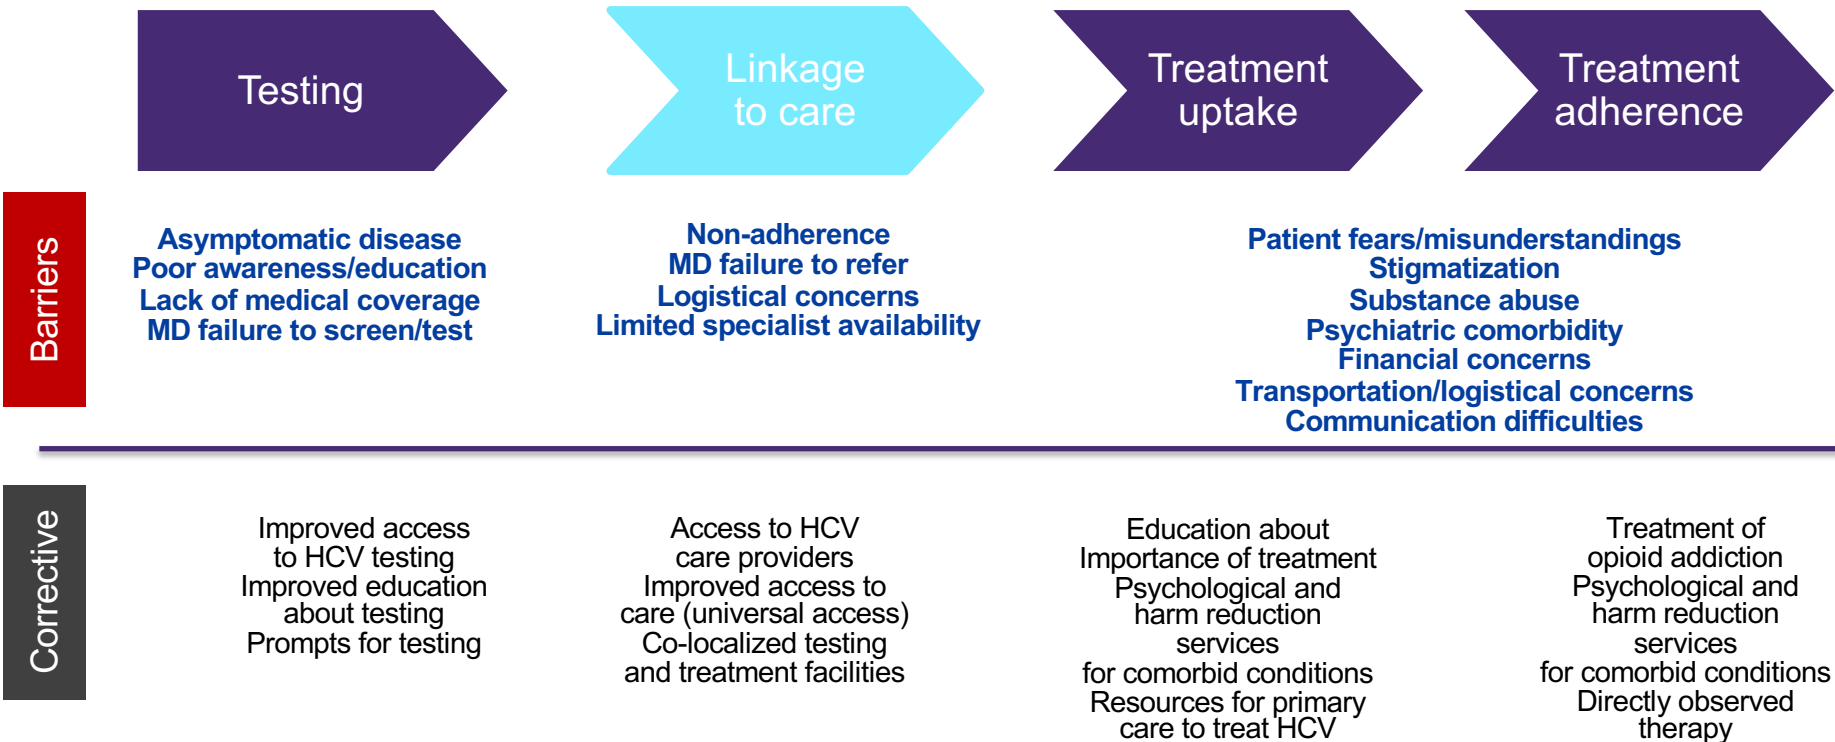 Testing
Linkage
to care
Treatment
uptake
Treatment
adherence
Barriers
Asymptomatic disease
Poor awareness/education
Lack of medical coverage
MD failure to screen/test
Non-adherence
MD failure to refer
Logistical concerns
Limited specialist availability
Patient fears/misunderstandings
Stigmatization
Substance abuse
Psychiatric comorbidity
Financial concerns
Transportation/logistical concerns
Communication difficulties
Corrective
Improved access
to HCV testing
Improved education
about testing
Prompts for testing
Access to HCV
care providers
Improved access to
care (universal access)
Co-localized testing
and treatment facilities
Education about
Importance of treatment
Psychological and
harm reduction
services
for comorbid conditions
Resources for primary
care to treat HCV
Treatment of
opioid addiction
Psychological and
harm reduction
services
for comorbid conditions
Directly observed
therapy